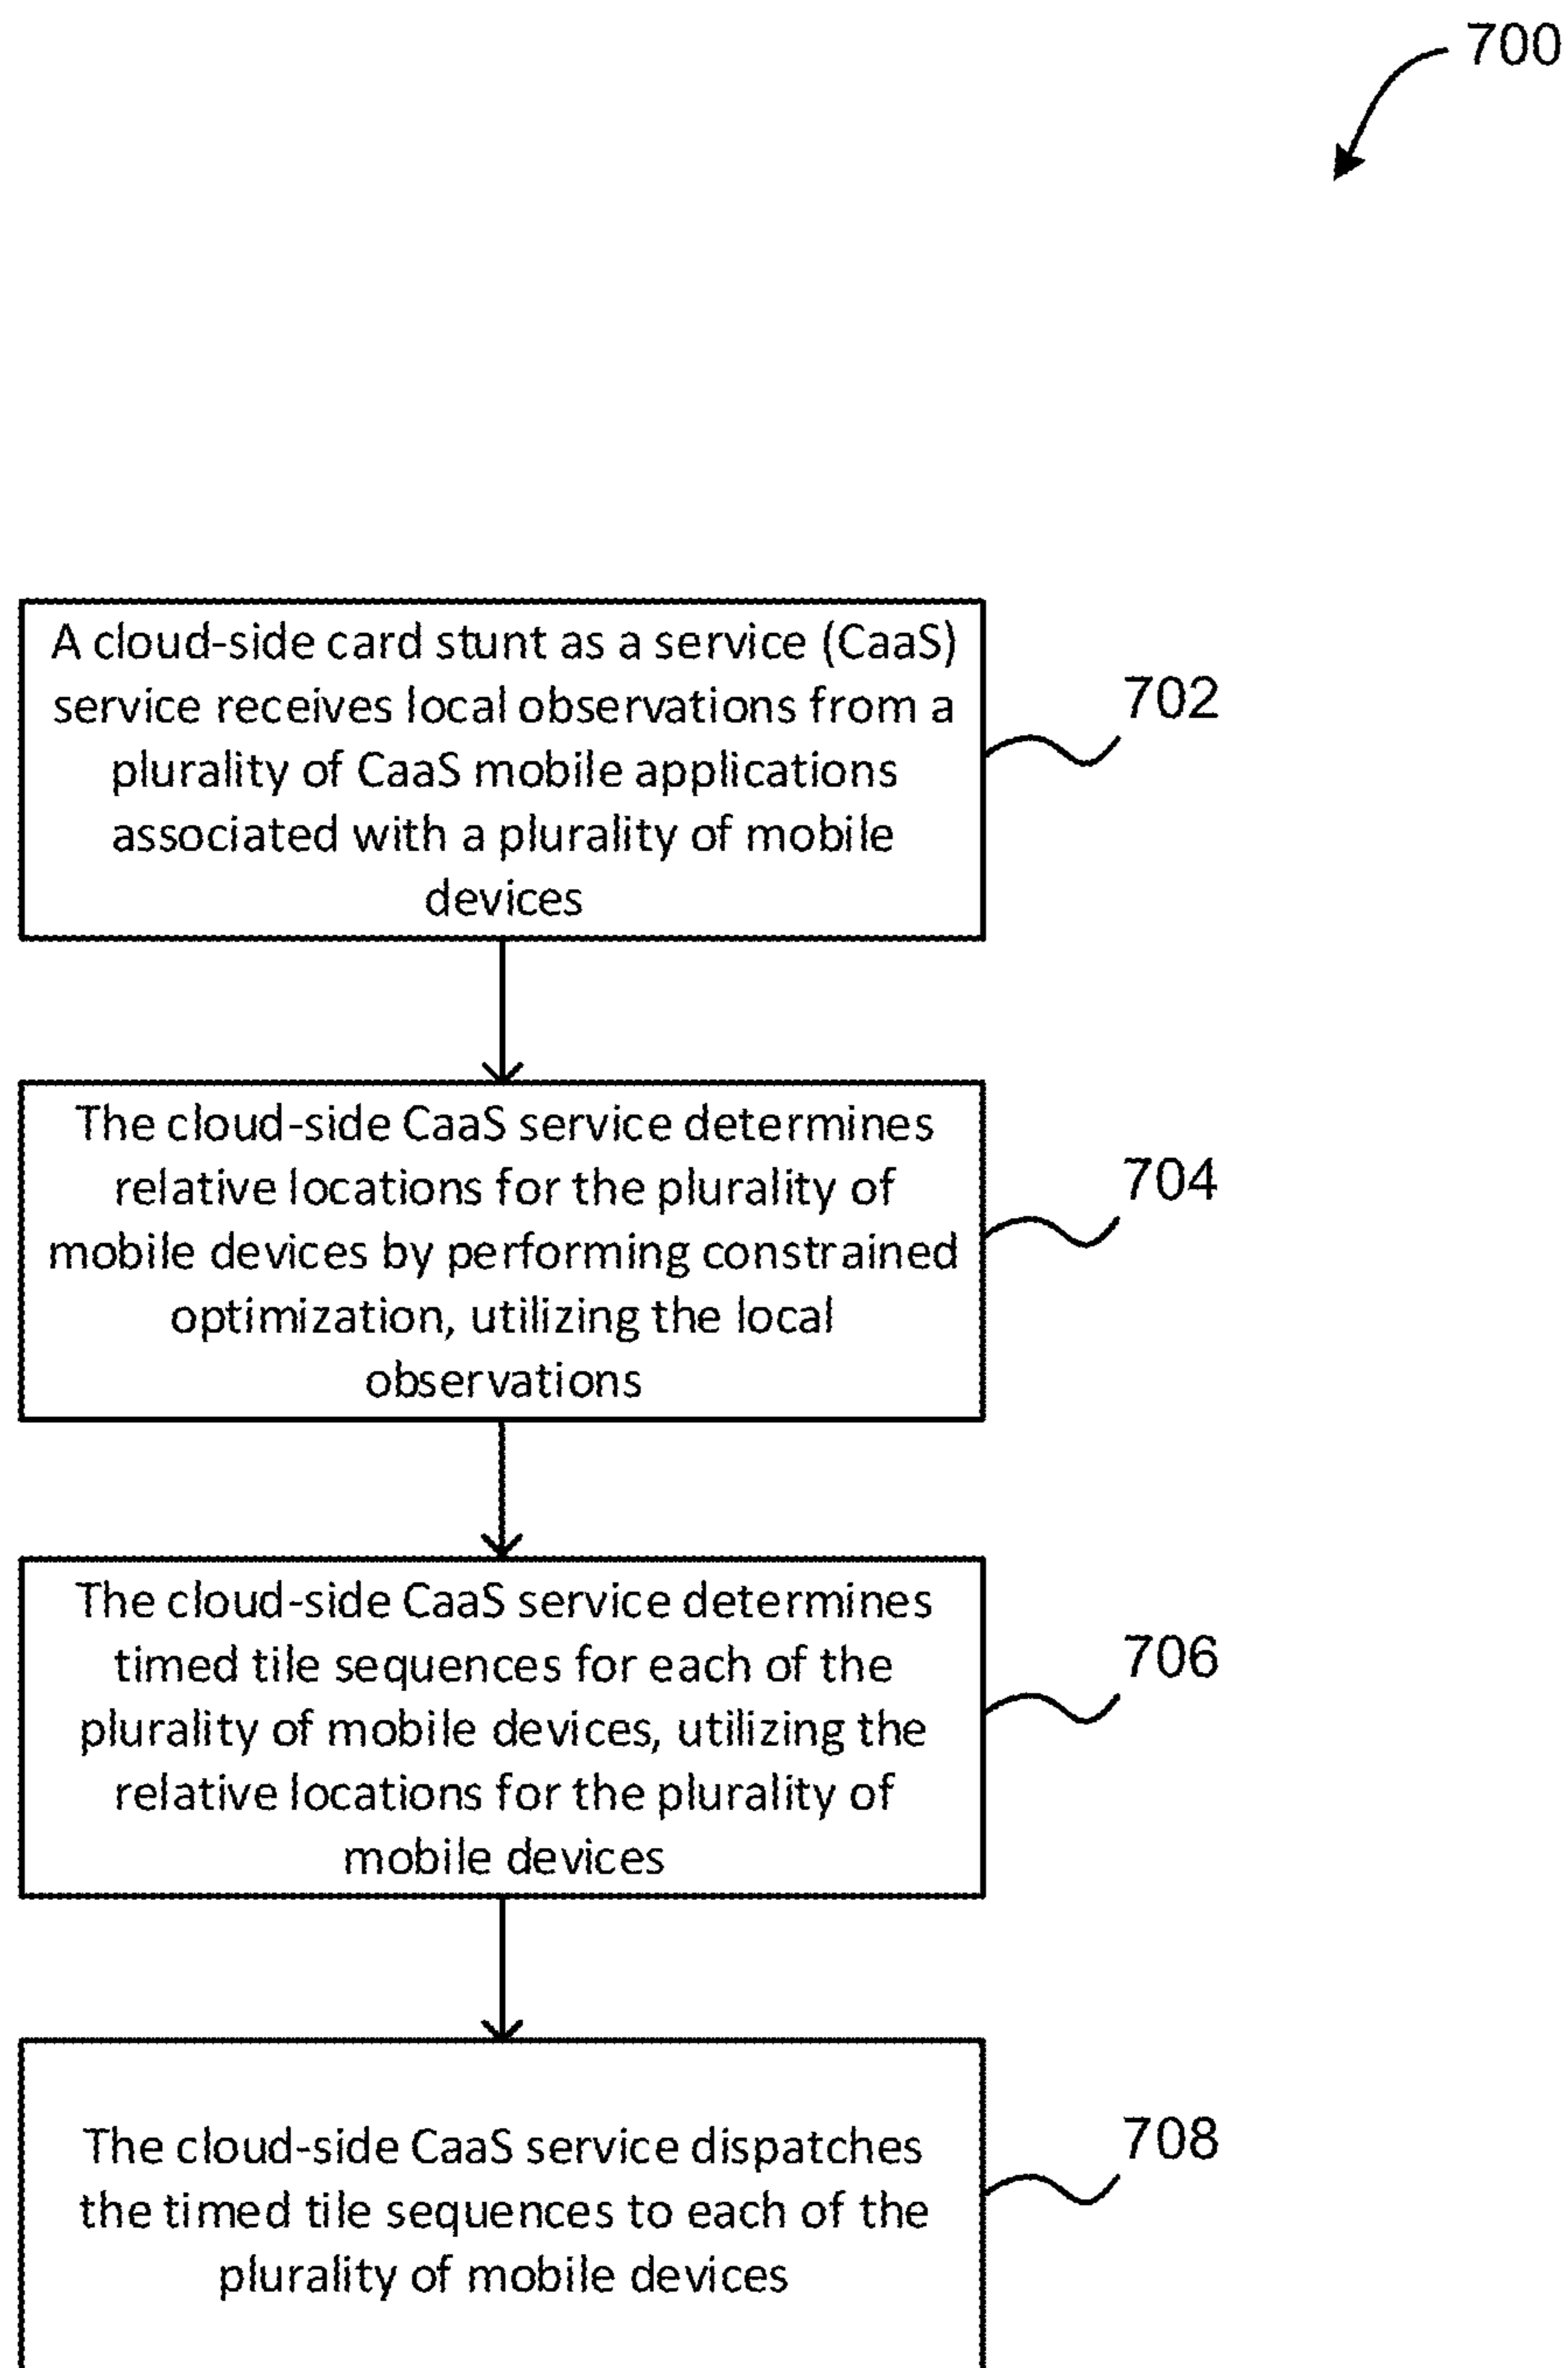 700
A cloud-side card stunt as a service (CaaS)
service receives local observations from a
plurality of CaaS mobile applications
associated with a plurality of mobile
devices
702
The cloud-side CaaS service determines
relative locations for the plurality of
mobile devices by performing constrained
optimization, utilizing the local
observations
704
The cloud-side CaaS service determines
timed tile sequences for each of the
plurality of mobile devices, utilizing the
relative locations for the plurality of
mobile devices
706
The cloud-side CaaS service dispatches
the timed tile sequences to each of the
plurality of mobile devices
708